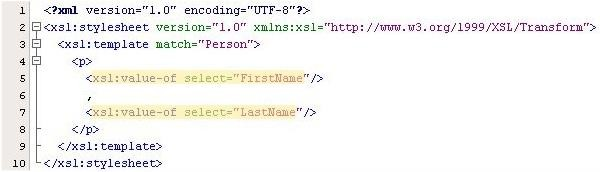 1 <?xml version="1.0" encoding="UTF-8"?>
2 <xsl:stylesheet version="1.0" xmlns:xsl="http://www.w3.org/1999/XSL/Transform">
3 <xsl:template match="Person">
4 <p>
5 <xsl:value-of select="FirstName"/>
6 ,
7 <xsl:value-of select="LastName"/>
8 </p>
9 </xsl:template>
10 </xsl:stylesheet>